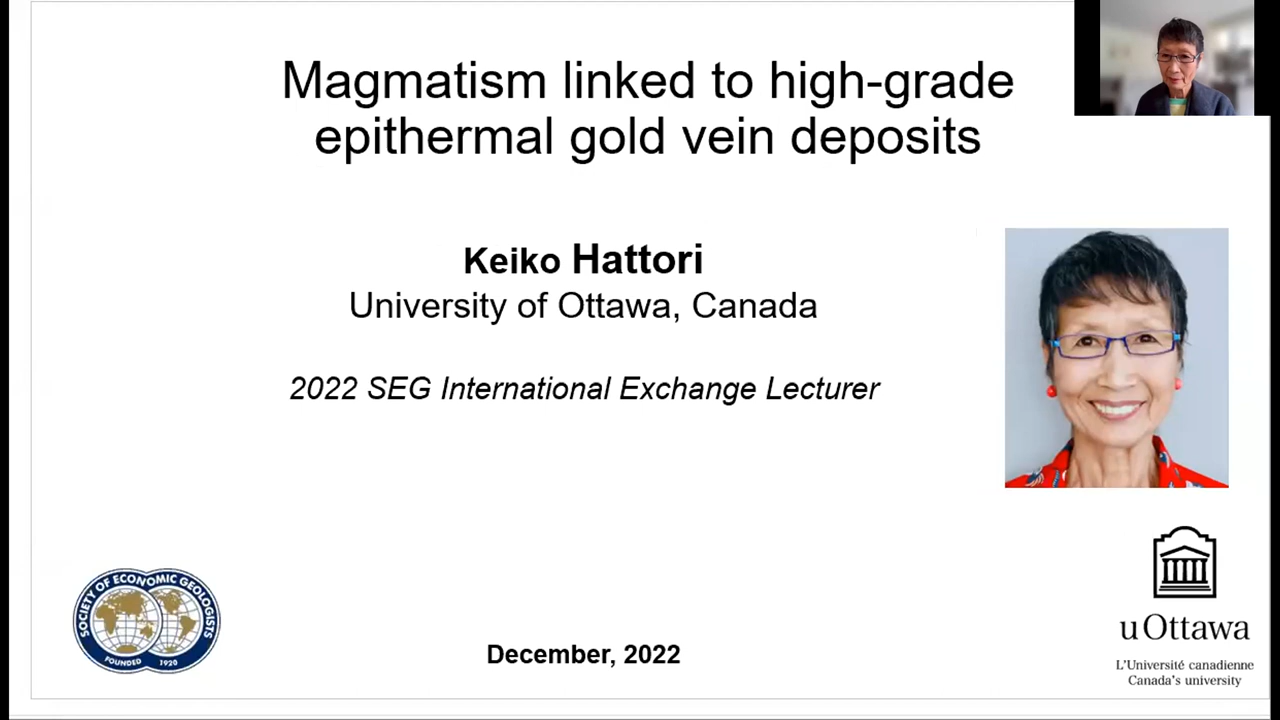 Magmatism linked to high-grade
epithermal gold vein deposits
Keiko Hattori
University of Ottawa, Canada
2022 SEG International Exchange Lecturer
SOCIETY OF ECONOMIC GEOLOGISTS
FOUNDED 1920
December, 2022
uOttawa
L'Université canadienne
Canada's university